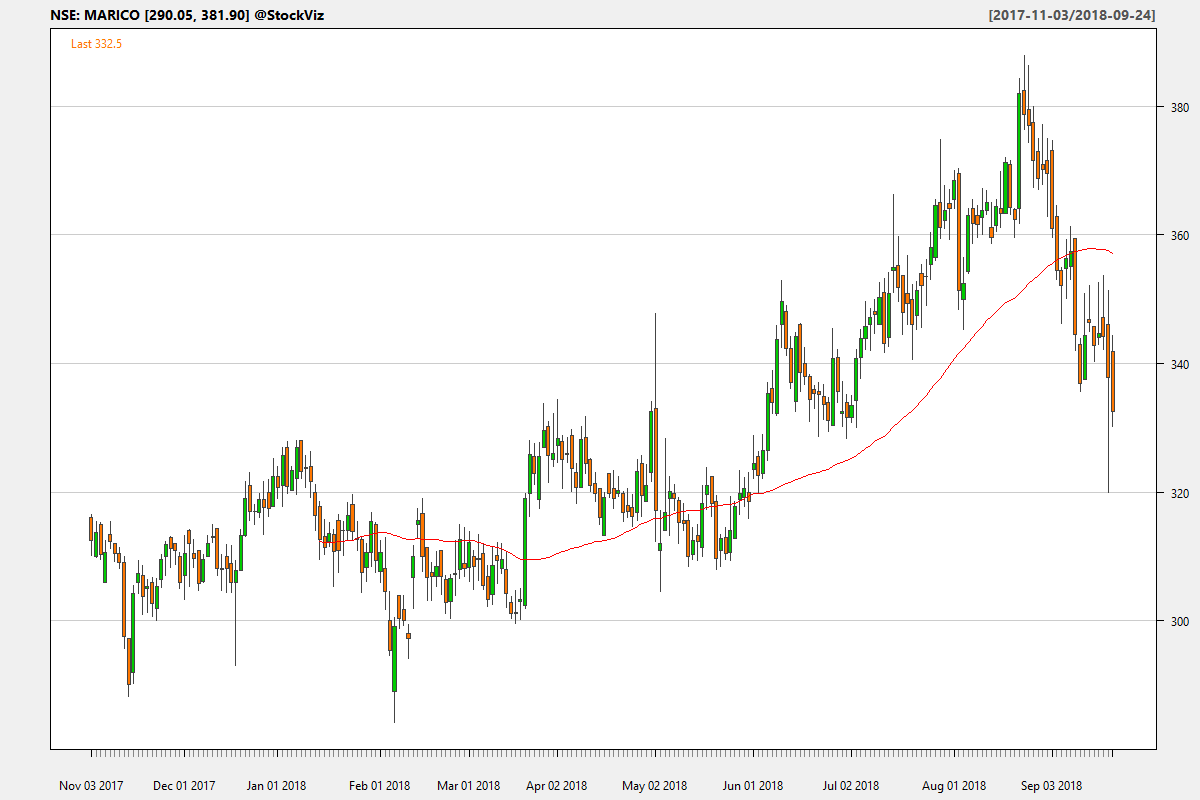 NSE: MARICO [290.05, 381.90] @StockViz
[2017-11-03/2018-09-24]
Last 332.5
380
360
340
320
300
Nov 03 2017
Dec 01 2017
Jan 01 2018
Feb 01 2018
Mar 01 2018
Apr 02 2018
May 02 2018
Jun 01 2018
Jul 02 2018
Aug 01 2018
Sep 03 2018